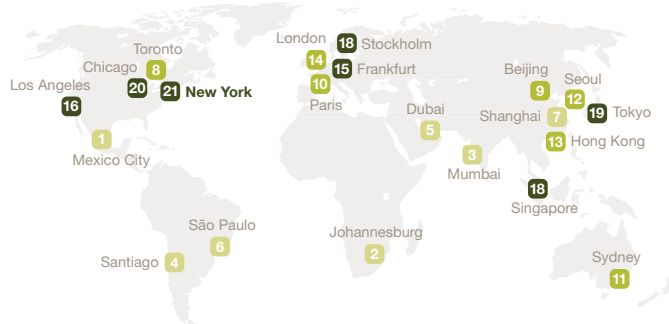 London
18 Stockholm
Toronto
14
8
15 Frankfurt
Chicago
Beijing
Los Angeles
20
21 New York
10
9
Seoul
16
Paris
12
Dubai
Shanghai 7
19 Tokyo
1
5
13 Hong Kong
Mexico City
3
Mumbai
18
Singapore
São Paulo
6
Johannesburg
2
Santiago 4
Sydney
11